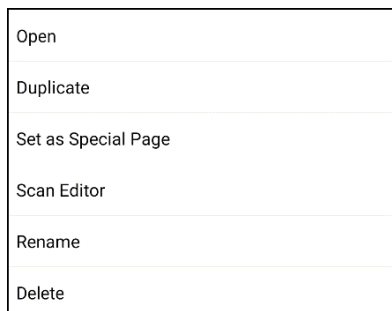 Open
Duplicate
Set as Special Page
Scan Editor
Rename
Delete